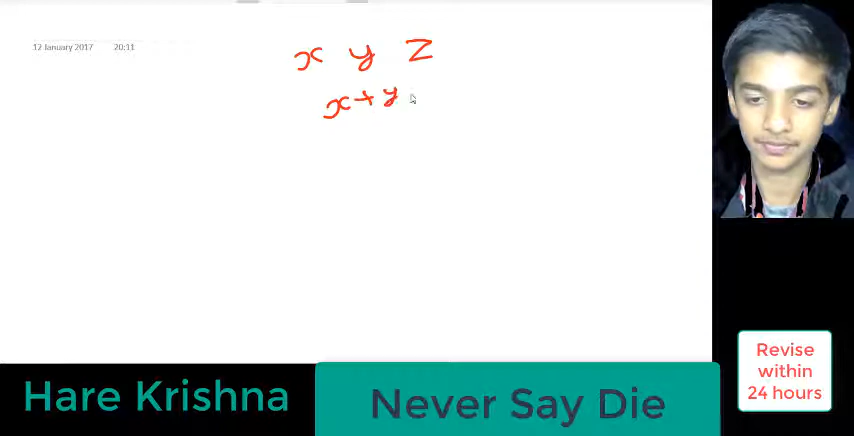 12 January 2017 20:11
x y z
x + y
Revise
within
24 hours
Hare Krishna
Never Say Die